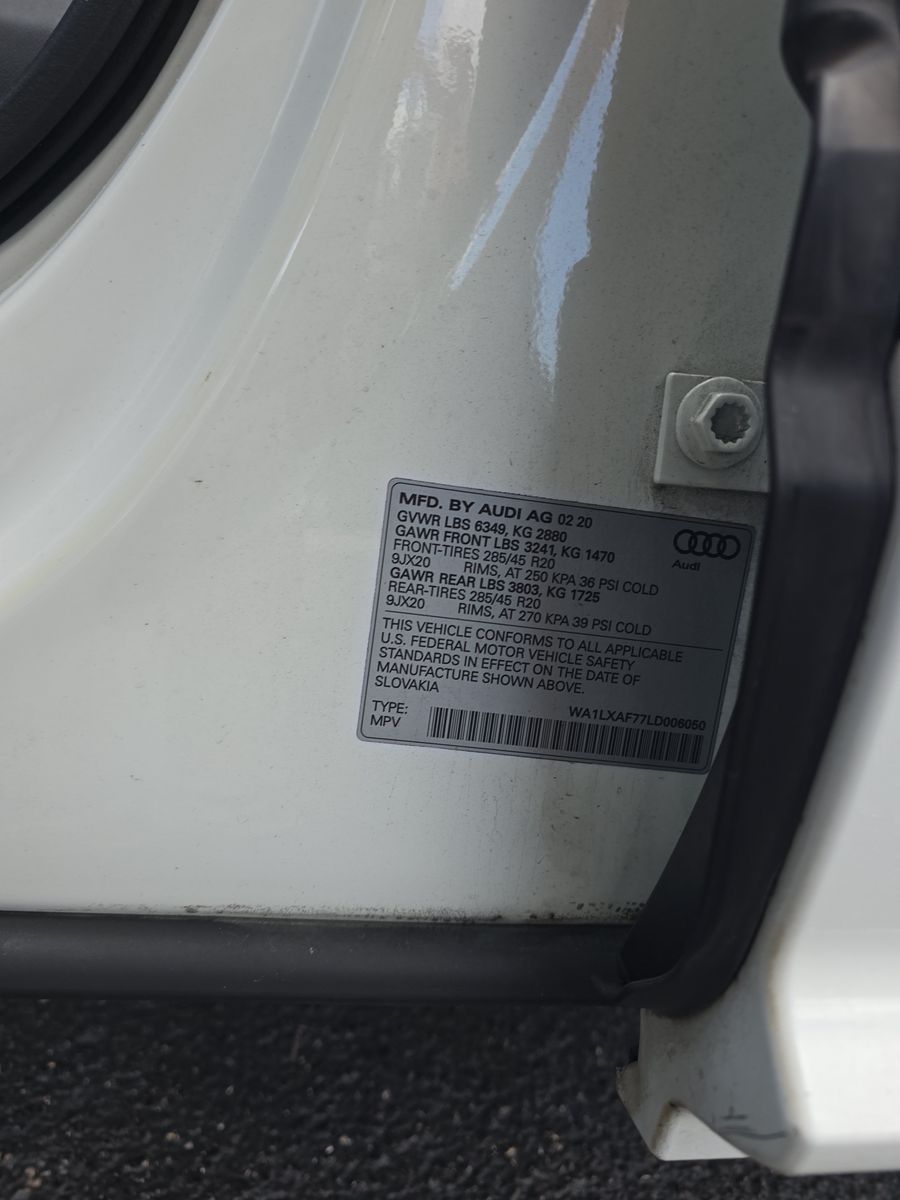 MFD. BY AUDI AG 02 20
GVWR LBS 6349, KG 2880
GAWR FRONT LBS 3241, KG 1470
FRONT-TIRES 285/45 R20
9JX20 RIMS, AT 250 KPA 36 PSI COLD
GAWR REAR LBS 3803, KG 1725
REAR-TIRES 285/45 R20
9JX20 RIMS, AT 270 KPA 39 PSI COLD
Audi
THIS VEHICLE CONFORMS TO ALL APPLICABLE
U.S. FEDERAL MOTOR VEHICLE SAFETY
STANDARDS IN EFFECT ON THE DATE OF
MANUFACTURE SHOWN ABOVE.
SLOVAKIA
TYPE: WA1LXAF77LD006050
MPV